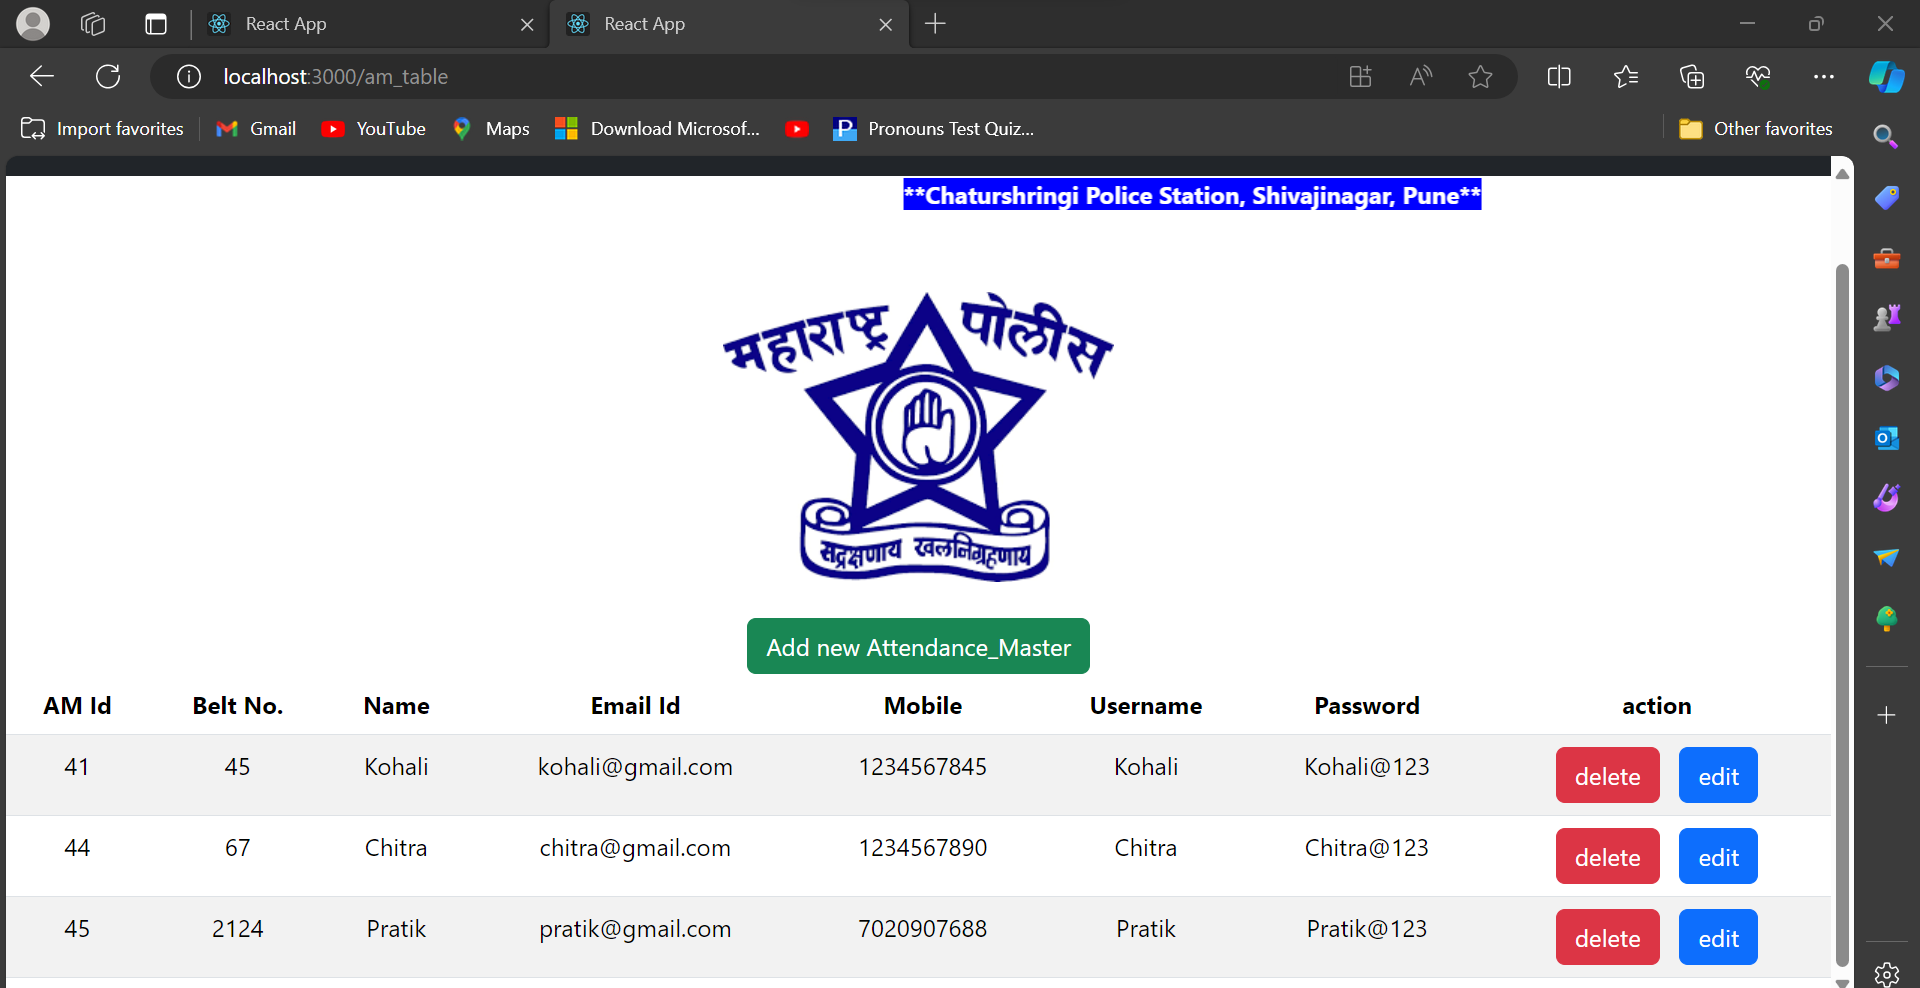 React App
React App
localhost:3000/am_table
Import favorites
Gmail
YouTube
Maps
Download Microsof...
Pronouns Test Quiz...
Other favorites
**Chaturshringi Police Station, Shivajinagar, Pune**
महाराष्ट्र पोलीस
सद्रक्षणाय खलनिग्रहणाय
Add new Attendance_Master
AM Id Belt No. Name Email Id Mobile Username Password action
41 45 Kohali kohali@gmail.com 1234567845 Kohali Kohali@123 delete edit
44 67 Chitra chitra@gmail.com 1234567890 Chitra Chitra@123 delete edit
45 2124 Pratik pratik@gmail.com 7020907688 Pratik Pratik@123 delete edit